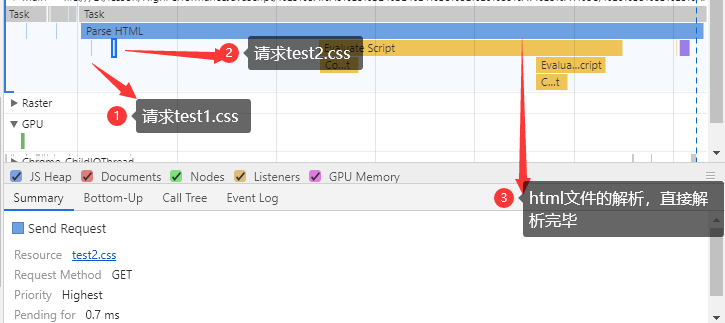 Task
Task
Parse HTML
2
请求test2.css
Evaluate Script
Co...t
Evalua...cript
C...t
1
请求test1.css
Raster
GPU
Chrome_ChildIOThread
JS Heap
Documents
Nodes
Listeners
GPU Memory
Summary
Bottom-Up
Call Tree
Event Log
3
html文件的解析，直接解
析完毕
Send Request
Resource test2.css
Request Method GET
Priority Highest
Pending for 0.7 ms